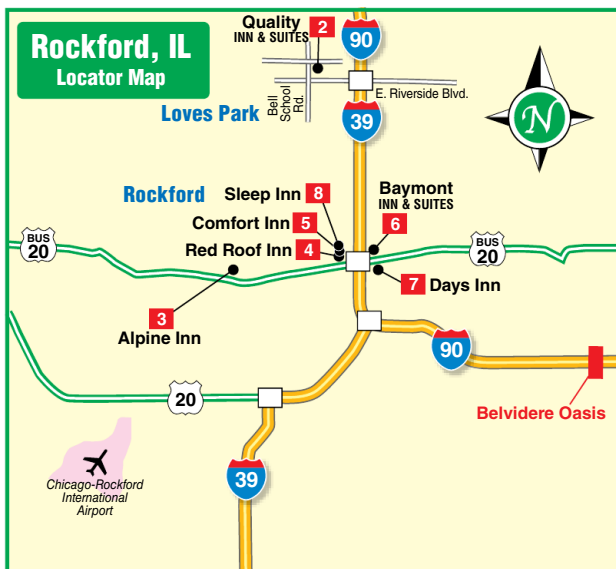 Rockford, IL
Locator Map
Quality
INN & SUITES
2
90
E. Riverside Blvd.
Bell
School
Rd.
Loves Park
39
N
Rockford
Sleep Inn 8
Comfort Inn 5
Red Roof Inn 4
Baymont
INN & SUITES
6
BUS
20
BUS
20
7 Days Inn
3
Alpine Inn
90
20
Belvidere Oasis
Chicago-Rockford
International
Airport
39